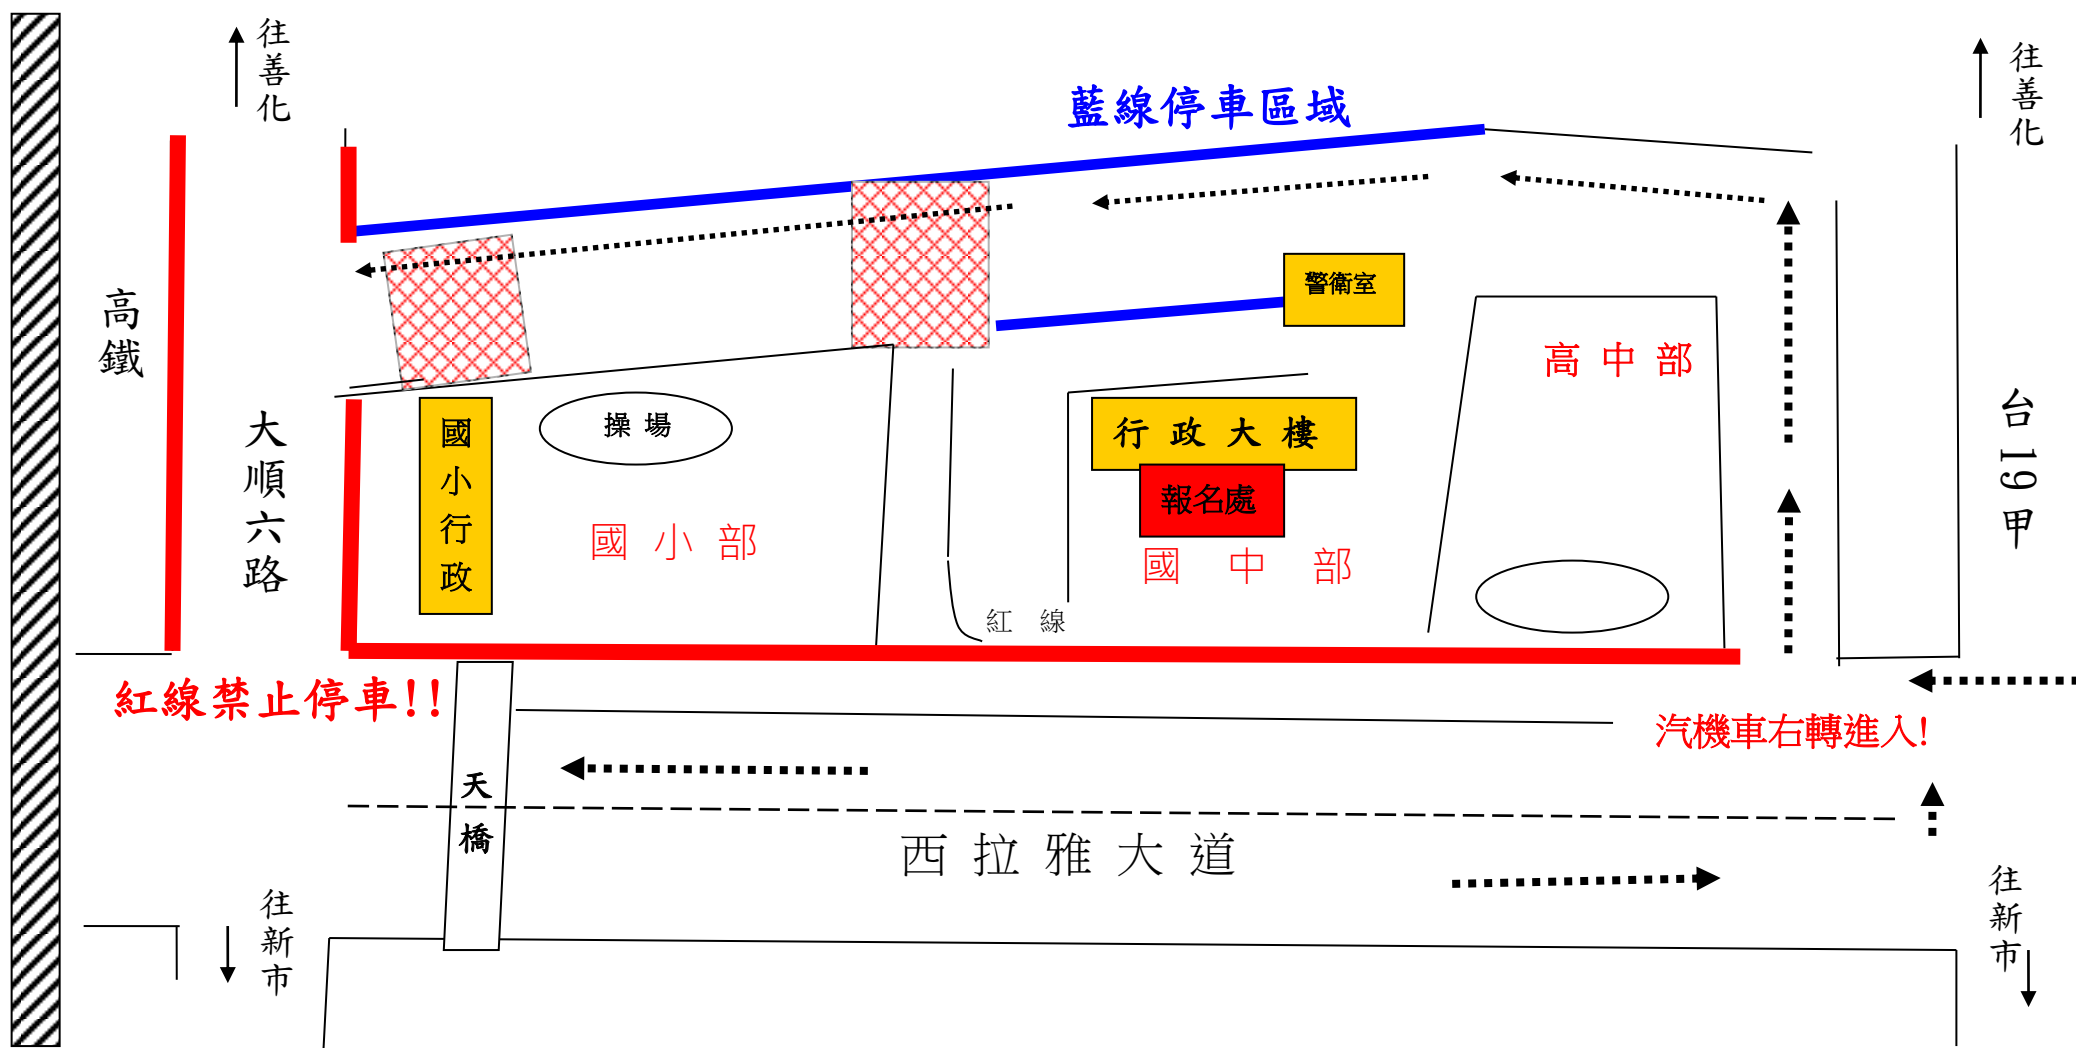 往善化
往善化
藍線停車區域
警衛室
高鐵
高中部
大順六路
國小行政
操場
行政大樓
報名處
台19甲
國小部
國中部
紅線
紅線禁止停車!!
汽機車右轉進入!
天橋
西拉雅大道
往新市
往新市